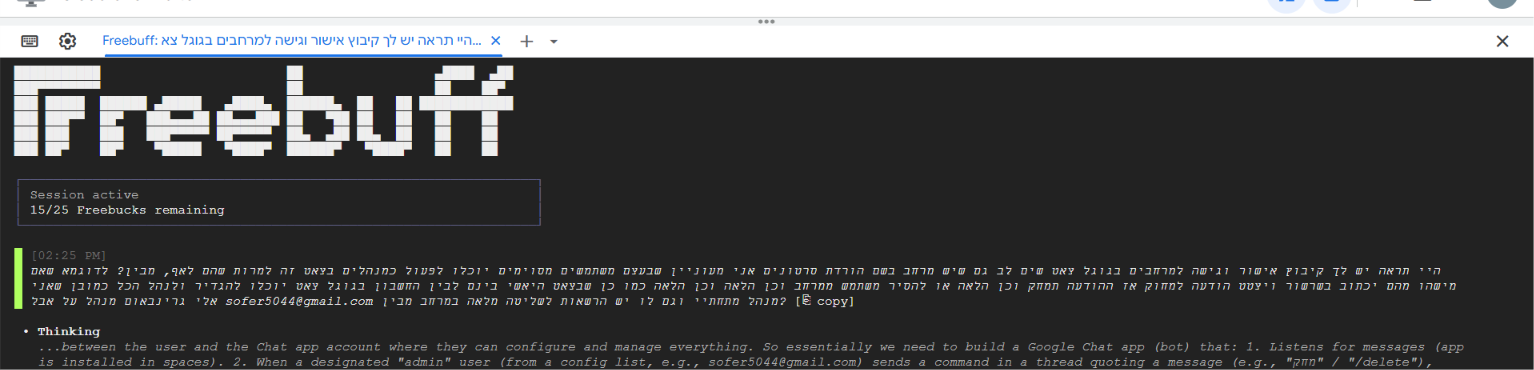 Freebuff: היי תראה יש לך קיבוץ אישור וגישה למרחבים בגוגל צא...
Freebuff
Session active
15/25 Freebucks remaining
[02:25 PM]
היי תראה יש לך קיבוץ אישור וגישה למרחבים בגוגל צאט שים לב גם שיש מרחב בשם הורדת סרטונים אני מעוניין שבעצם משתמשים מסוימים יוכלו לפעול כמנהלים בצאט זה למרות שהם לאף, מבין? לדוגמא שאם
מישהו מהם יכתוב בשרשור ויצטט הודעה למחוק אז ההודעה תמחק וכן הלאה או להסיר משתמש ממרחב וכן הלאה וכן הלאה כמו כן שבצאט היאשי בינם לבין החשבון בגוגל צאט יוכלו להגדיר ולנהל הכל כמובן שאני
אלי גרינבאום מנהל על אבל sofer5044@gmail.com מנהל מתחתיי וגם לו יש הרשאות לשליטה מלאה במרחב מבין? [⎘ copy]
• Thinking
...between the user and the Chat app account where they can configure and manage everything. So essentially we need to build a Google Chat app (bot) that: 1. Listens for messages (app
is installed in spaces). 2. When a designated "admin" user (from a config list, e.g., sofer5044@gmail.com) sends a command in a thread quoting a message (e.g., "מחק" / "/delete"),